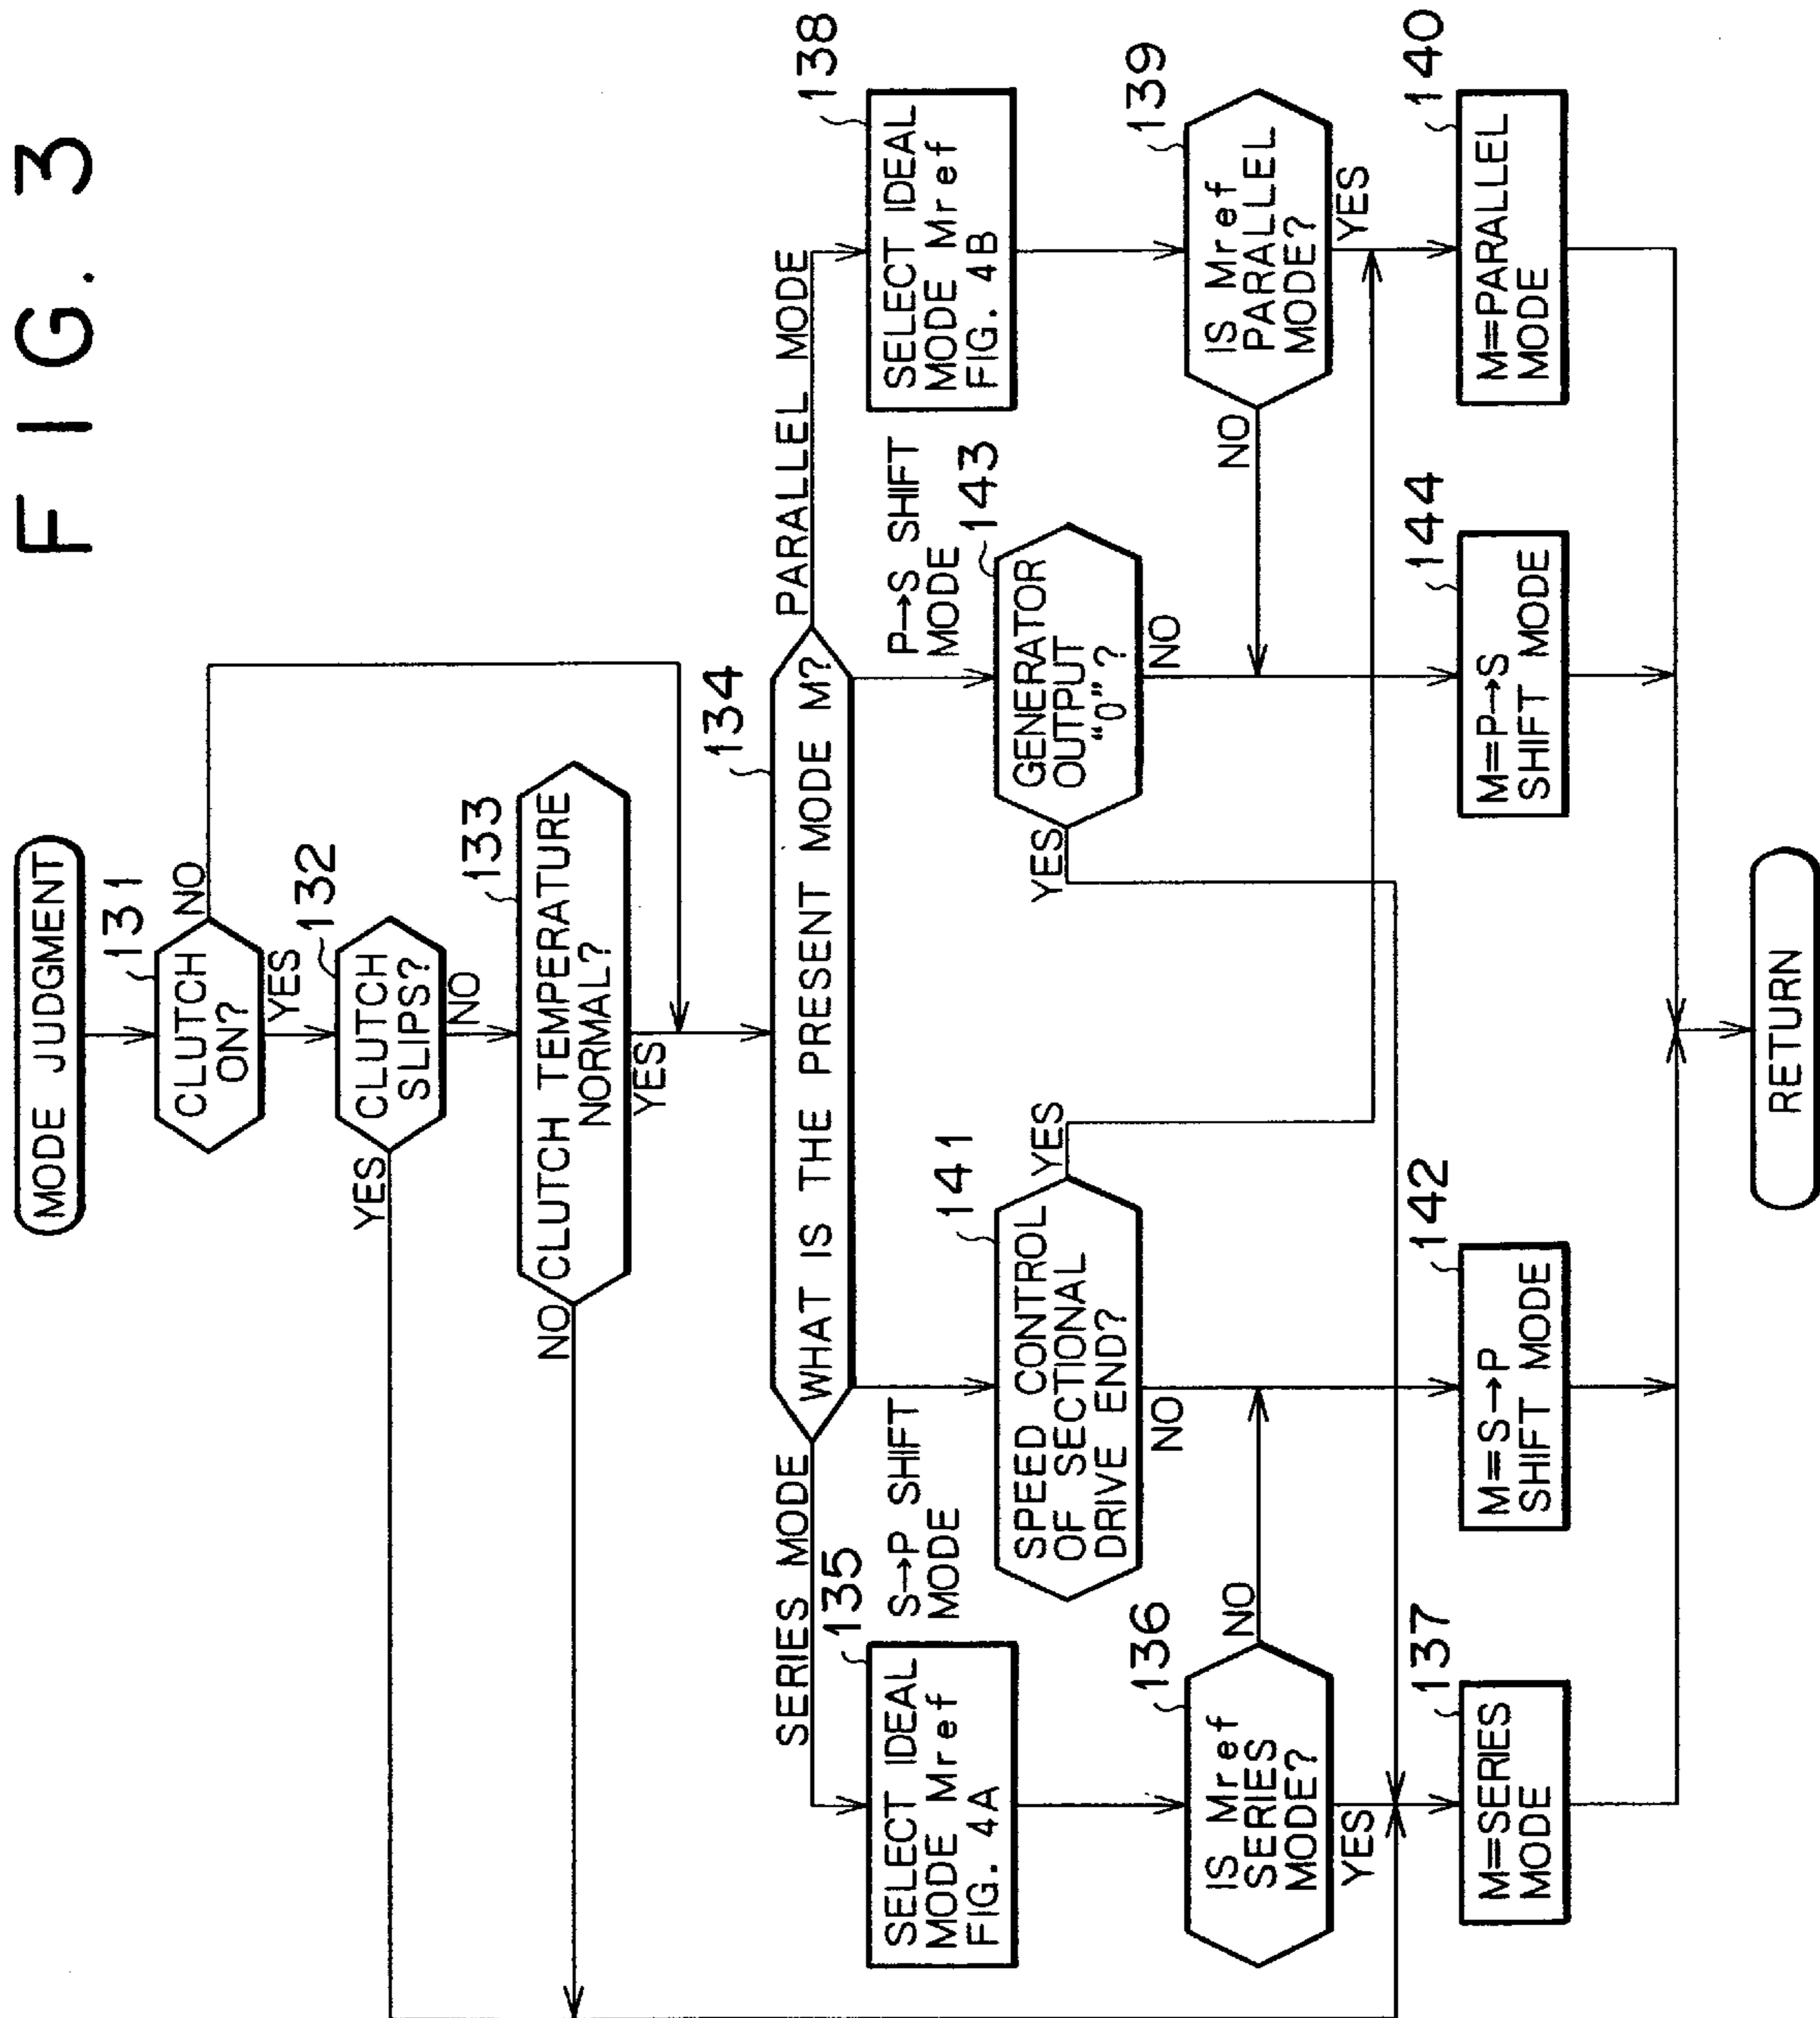 FIG. 3
MODE JUDGMENT
131
CLUTCH
ON?
NO
YES
132
CLUTCH
SLIPS?
YES
NO
133
CLUTCH TEMPERATURE
NORMAL?
NO
YES
134
WHAT IS THE PRESENT MODE M?
SERIES MODE
PARALLEL MODE
135
SELECT IDEAL
MODE Mref
FIG. 4A
S→P SHIFT
MODE
P→S SHIFT
MODE
138
SELECT IDEAL
MODE Mref
FIG. 4B
141
SPEED CONTROL
OF SECTIONAL
DRIVE END?
YES
NO
143
GENERATOR
OUTPUT
"0"?
YES
NO
136
IS Mref
SERIES
MODE?
NO
YES
139
IS Mref
PARALLEL
MODE?
NO
YES
137
M=SERIES
MODE
142
M=S→P
SHIFT MODE
144
M=P→S
SHIFT MODE
140
M=PARALLEL
MODE
RETURN